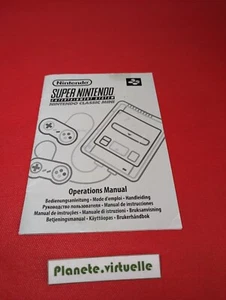 Nintendo
SUPER NINTENDO
ENTERTAINMENT SYSTEM
NINTENDO CLASSIC MINI
Operations Manual
Bedienungsanleitung · Mode d'emploi · Handleiding
Руководство пользователя · Manual de instrucciones
Manual de instruções · Manuale di istruzioni · Bruksanvisning
Betjeningsmanual · Käyttöopas · Brukerhåndbok
Planete.virtuelle